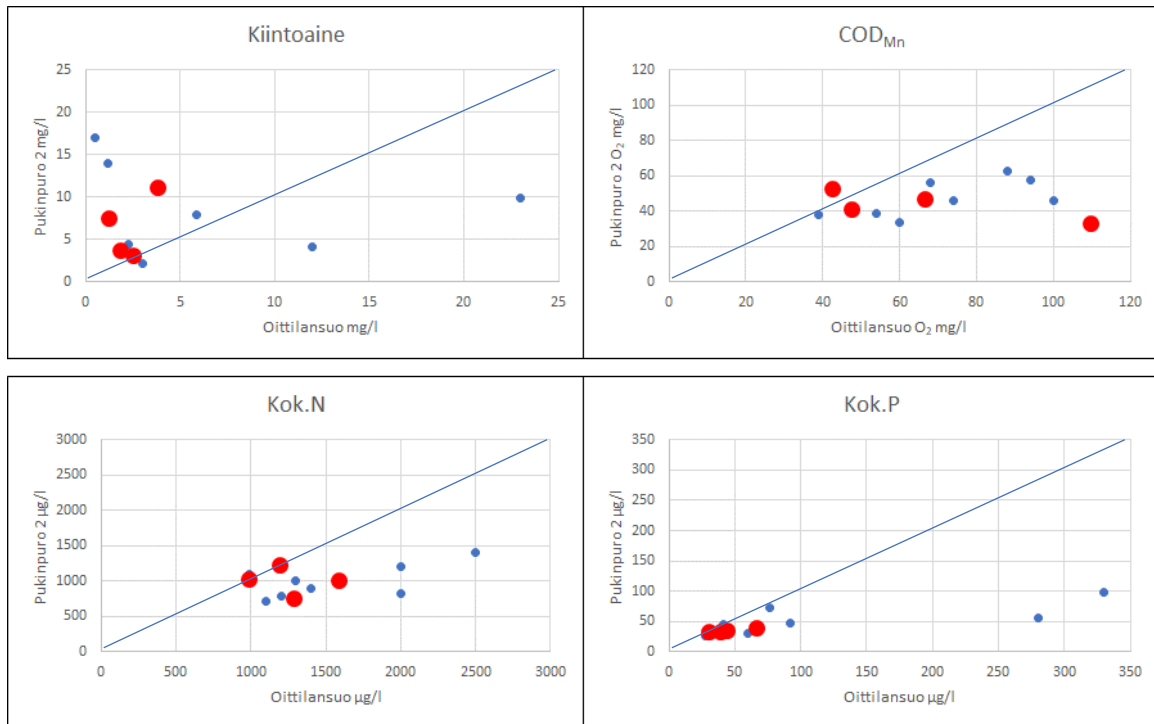 Kiintoaine
25
20
15
10
5
0
Pukinpuro 2 mg/l
0 5 10 15 20 25
Oittilansuo mg/l
COD_Mn
120
100
80
60
40
20
0
Pukinpuro 2 O₂ mg/l
0 20 40 60 80 100 120
Oittilansuo O₂ mg/l
Kok.N
3000
2500
2000
1500
1000
500
0
Pukinpuro 2 µg/l
0 500 1000 1500 2000 2500 3000
Oittilansuo µg/l
Kok.P
350
300
250
200
150
100
50
0
Pukinpuro 2 µg/l
0 50 100 150 200 250 300 350
Oittilansuo µg/l